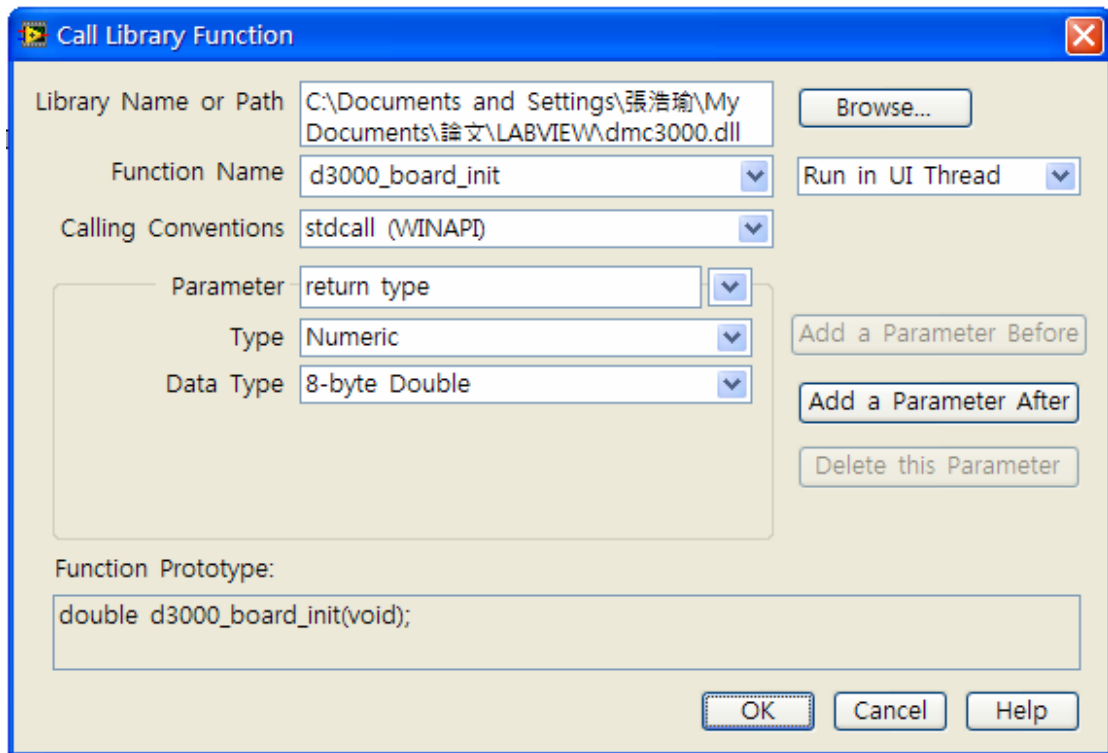 Call Library Function
Library Name or Path
C:\Documents and Settings\張浩瑜\My
Documents\論文\LABVIEW\dmc3000.dll
Browse...
Function Name
d3000_board_init
Run in UI Thread
Calling Conventions
stdcall (WINAPI)
Parameter
return type
Type
Numeric
Add a Parameter Before
Data Type
8-byte Double
Add a Parameter After
Delete this Parameter
Function Prototype:
double d3000_board_init(void);
OK
Cancel
Help